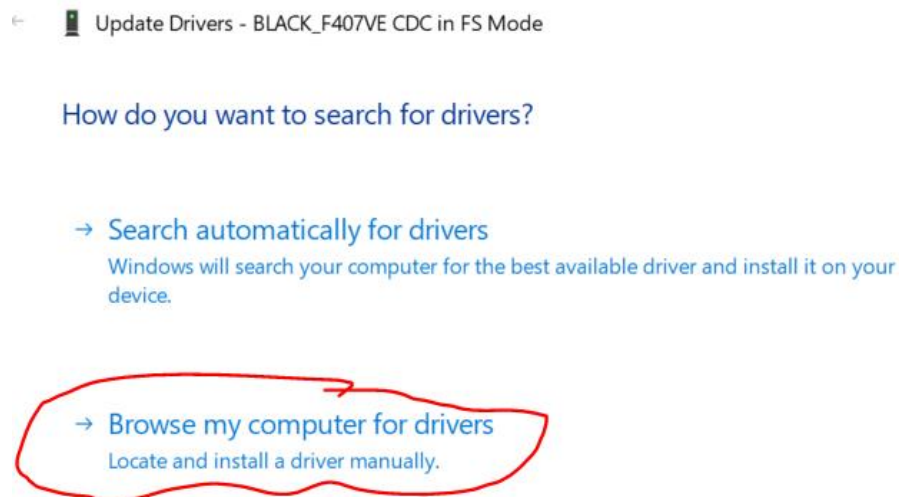 Update Drivers - BLACK_F407VE CDC in FS Mode
How do you want to search for drivers?
Search automatically for drivers
Windows will search your computer for the best available driver and install it on your
device.
Browse my computer for drivers
Locate and install a driver manually.